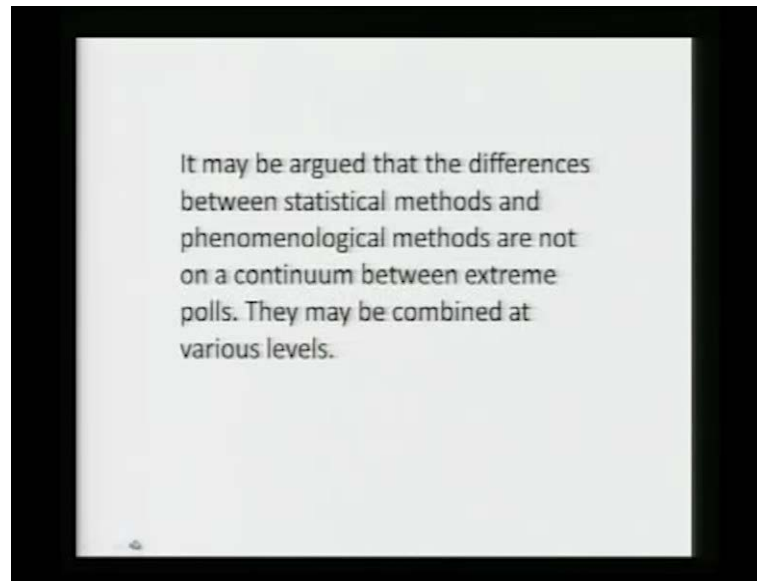 It may be argued that the differences
between statistical methods and
phenomenological methods are not
on a continuum between extreme
polls. They may be combined at
various levels.